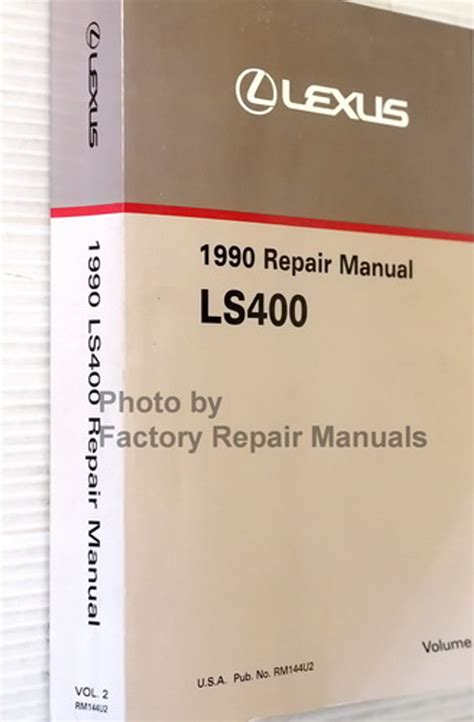 LEXUS
1990 Repair Manual
LS400
Photo by
Factory Repair Manuals
Volume
U.S.A. Pub. No. RM144U2
LEXUS
1990 LS400 Repair Manual
VOL. 2
RM144U2